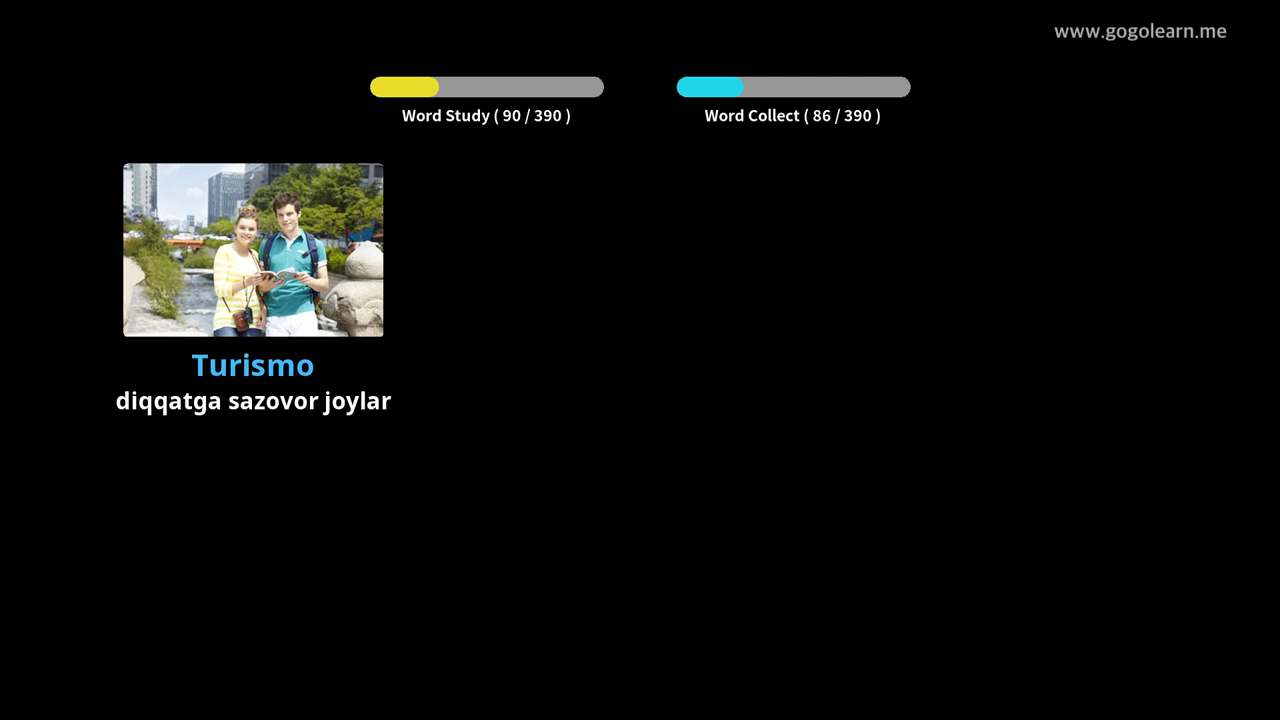 www.gogolearn.me
Word Study ( 90 / 390 )
Word Collect ( 86 / 390 )
Turismo
diqqatga sazovor joylar